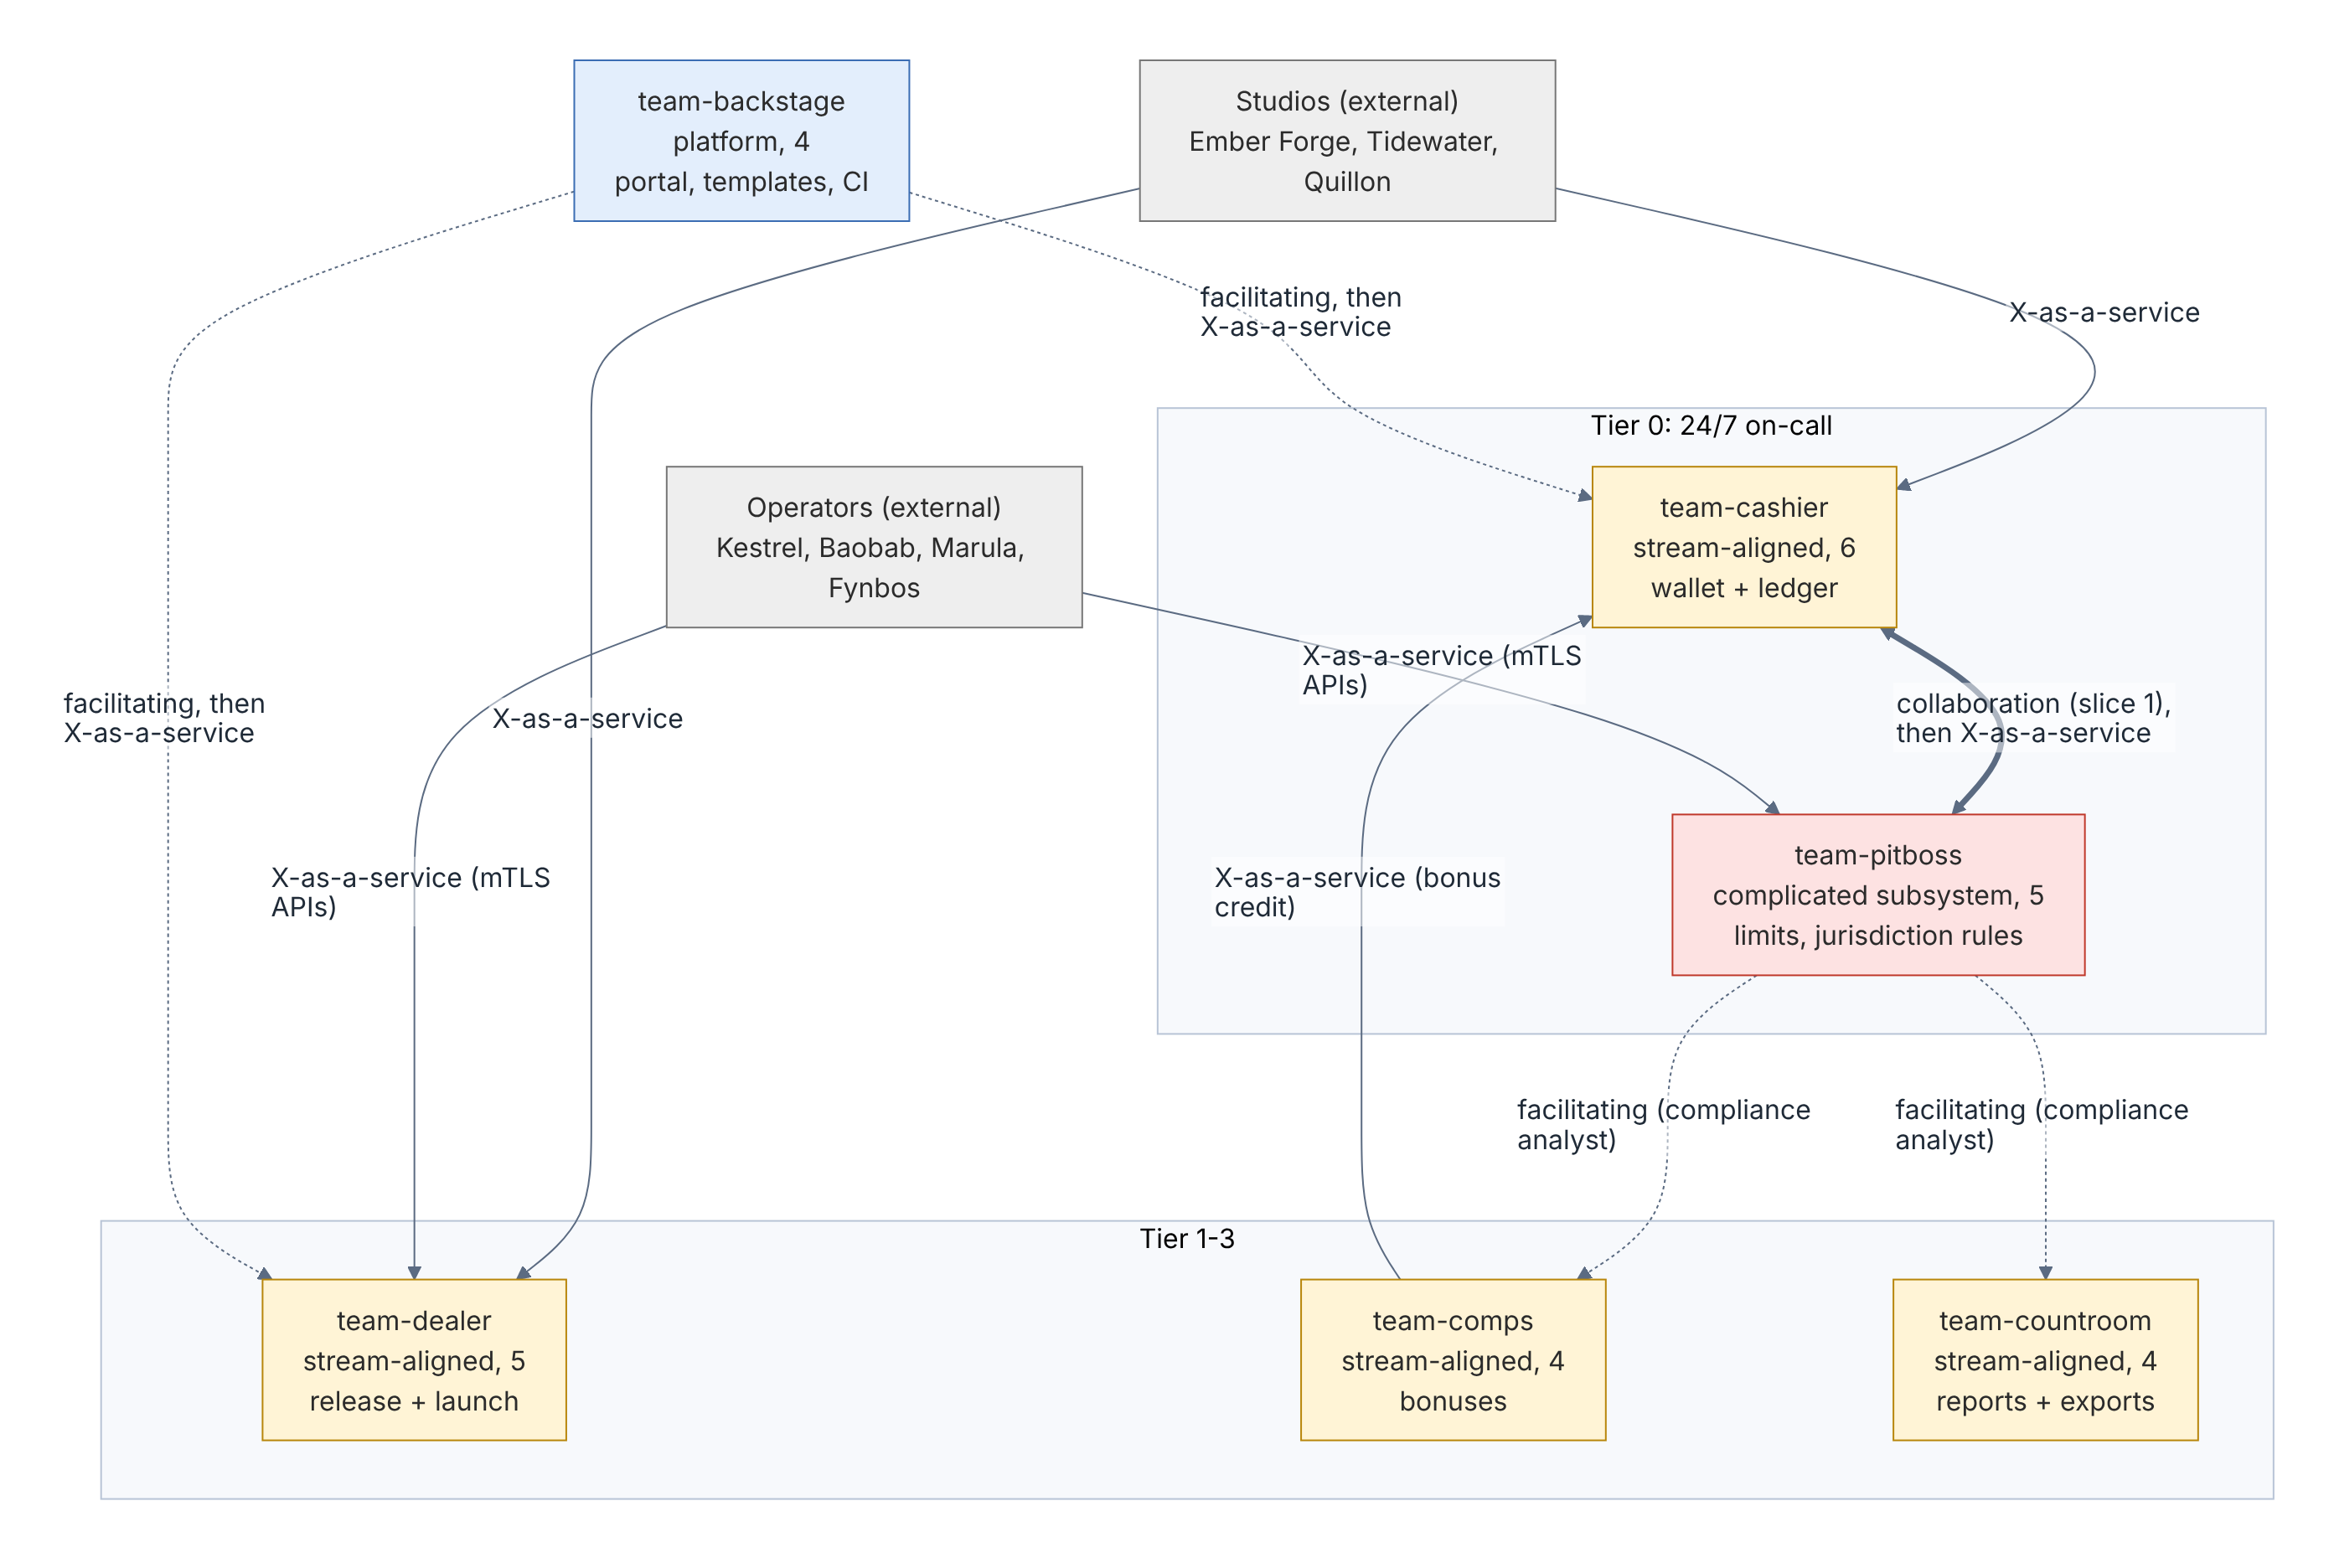 team-backstage
platform, 4
portal, templates, CI
Studios (external)
Ember Forge, Tidewater,
Quillon
facilitating, then
X-as-a-service
X-as-a-service
Tier 0: 24/7 on-call
Operators (external)
Kestrel, Baobab, Marula,
Fynbos
team-cashier
stream-aligned, 6
wallet + ledger
X-as-a-service (mTLS
APIs)
facilitating, then
X-as-a-service
X-as-a-service
collaboration (slice 1),
then X-as-a-service
X-as-a-service (mTLS
APIs)
X-as-a-service (bonus
credit)
team-pitboss
complicated subsystem, 5
limits, jurisdiction rules
facilitating (compliance
analyst)
facilitating (compliance
analyst)
Tier 1-3
team-dealer
stream-aligned, 5
release + launch
team-comps
stream-aligned, 4
bonuses
team-countroom
stream-aligned, 4
reports + exports